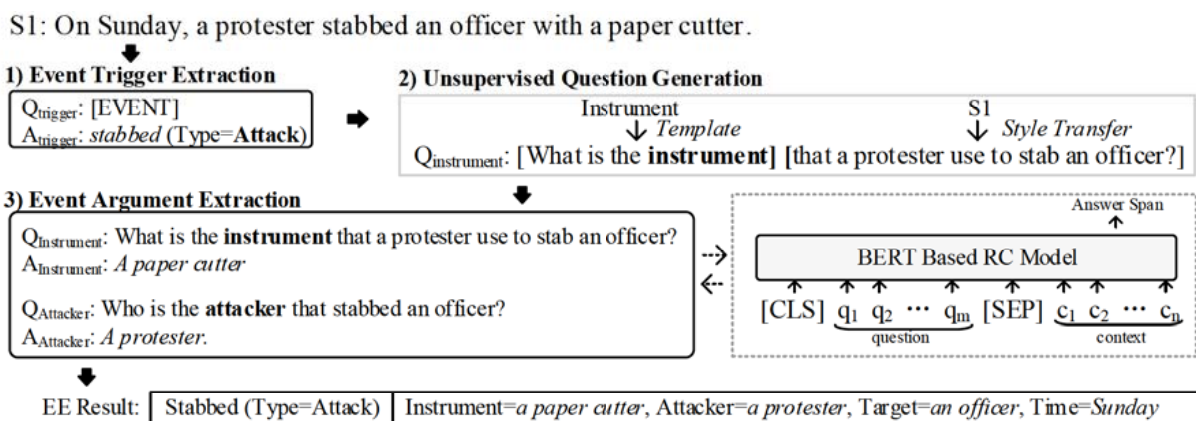 S1: On Sunday, a protester stabbed an officer with a paper cutter.
1) Event Trigger Extraction
Qtrigger: [EVENT]
Atrigger: stabbed (Type=Attack)
2) Unsupervised Question Generation
Instrument S1
Template Style Transfer
Qinstrument: [What is the instrument] [that a protester use to stab an officer?]
3) Event Argument Extraction
QInstrument: What is the instrument that a protester use to stab an officer?
AInstrument: A paper cutter
QAttacker: Who is the attacker that stabbed an officer?
AAttacker: A protester.
Answer Span
BERT Based RC Model
[CLS] q1 q2 ··· qm [SEP] c1 c2 ··· cn
question context
EE Result: Stabbed (Type=Attack) Instrument=a paper cutter, Attacker=a protester, Target=an officer, Time=Sunday